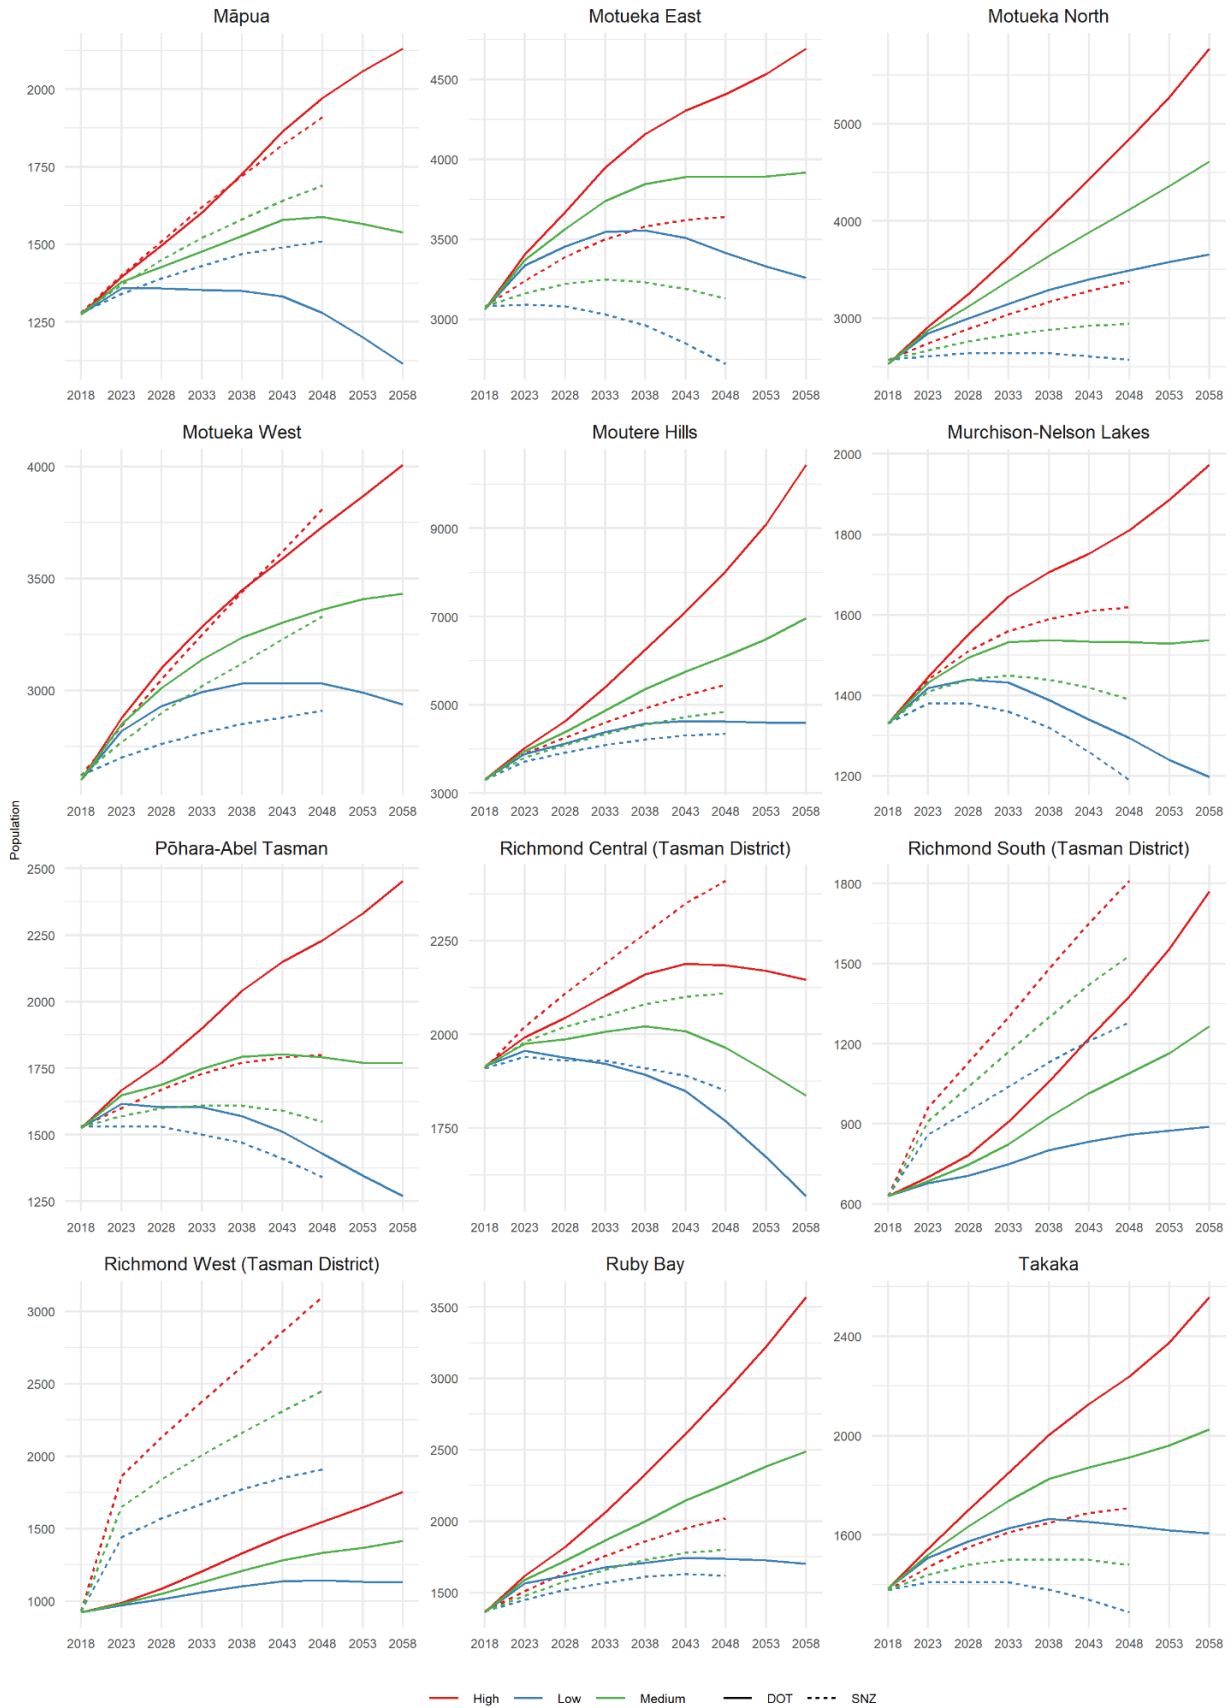 Māpua
Motueka East
Motueka North
2000
1750
1500
1250
4500
4000
3500
3000
5000
4000
3000
2018 2023 2028 2033 2038 2043 2048 2053 2058
2018 2023 2028 2033 2038 2043 2048 2053 2058
2018 2023 2028 2033 2038 2043 2048 2053 2058
Motueka West
Moutere Hills
Murchison-Nelson Lakes
4000
3500
3000
9000
7000
5000
3000
2000
1800
1600
1400
1200
2018 2023 2028 2033 2038 2043 2048 2053 2058
2018 2023 2028 2033 2038 2043 2048 2053 2058
2018 2023 2028 2033 2038 2043 2048 2053 2058
Population
Pōhara-Abel Tasman
Richmond Central (Tasman District)
Richmond South (Tasman District)
2500
2250
2000
1750
1500
1250
2250
2000
1750
1800
1500
1200
900
600
2018 2023 2028 2033 2038 2043 2048 2053 2058
2018 2023 2028 2033 2038 2043 2048 2053 2058
2018 2023 2028 2033 2038 2043 2048 2053 2058
Richmond West (Tasman District)
Ruby Bay
Takaka
3000
2500
2000
1500
1000
3500
3000
2500
2000
1500
2400
2000
1600
2018 2023 2028 2033 2038 2043 2048 2053 2058
2018 2023 2028 2033 2038 2043 2048 2053 2058
2018 2023 2028 2033 2038 2043 2048 2053 2058
High Low Medium DOT SNZ